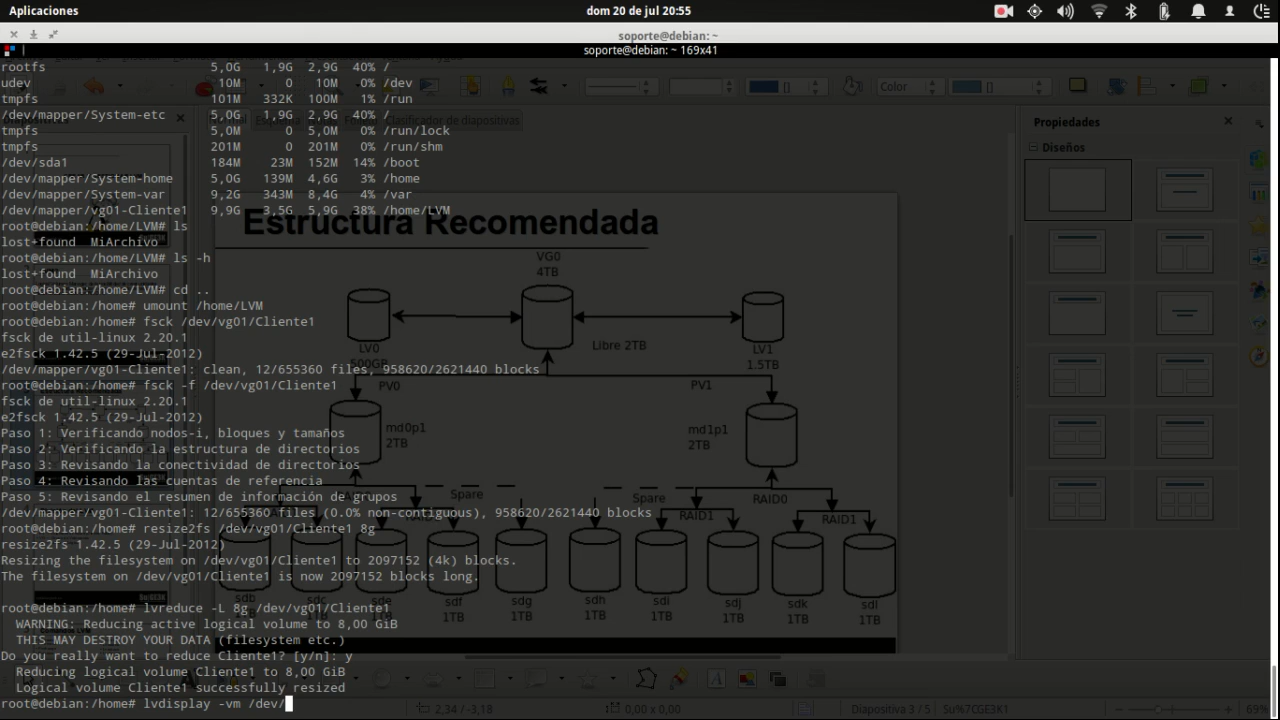 Aplicaciones
dom 20 de jul 20:55
soporte@debian: ~
soporte@debian: ~ 169x41
rootfs 5,0G 1,9G 2,9G 40% /
udev 10M 0 10M 0% /dev
tmpfs 101M 332K 100M 1% /run
/dev/mapper/System-etc 5,0G 1,9G 2,9G 40% /
tmpfs 5,0M 0 5,0M 0% /run/lock
tmpfs 201M 0 201M 0% /run/shm
/dev/sda1 184M 23M 152M 14% /boot
/dev/mapper/System-home 5,0G 139M 4,6G 3% /home
/dev/mapper/System-var 9,2G 343M 8,4G 4% /var
/dev/mapper/vg01-Cliente1 9,9G 3,5G 5,9G 38% /home/LVM
root@debian:/home/LVM# ls
lost+found MiArchivo
root@debian:/home/LVM# ls -h
lost+found MiArchivo
root@debian:/home/LVM# cd ..
root@debian:/home# umount /home/LVM
root@debian:/home# fsck /dev/vg01/Cliente1
fsck de util-linux 2.20.1
e2fsck 1.42.5 (29-Jul-2012)
/dev/mapper/vg01-Cliente1: clean, 12/655360 files, 958620/2621440 blocks
root@debian:/home# fsck -f /dev/vg01/Cliente1
fsck de util-linux 2.20.1
e2fsck 1.42.5 (29-Jul-2012)
Paso 1: Verificando nodos-i, bloques y tamaños
Paso 2: Verificando la estructura de directorios
Paso 3: Revisando la conectividad de directorios
Paso 4: Revisando las cuentas de referencia
Paso 5: Revisando el resumen de información de grupos
/dev/mapper/vg01-Cliente1: 12/655360 files (0.0% non-contiguous), 958620/2621440 blocks
root@debian:/home# resize2fs /dev/vg01/Cliente1 8g
resize2fs 1.42.5 (29-Jul-2012)
Resizing the filesystem on /dev/vg01/Cliente1 to 2097152 (4k) blocks.
The filesystem on /dev/vg01/Cliente1 is now 2097152 blocks long.
root@debian:/home# lvreduce -L 8g /dev/vg01/Cliente1
WARNING: Reducing active logical volume to 8,00 GiB
THIS MAY DESTROY YOUR DATA (filesystem etc.)
Do you really want to reduce Cliente1? [y/n]: y
Reducing logical volume Cliente1 to 8,00 GiB
Logical volume Cliente1 successfully resized
root@debian:/home# lvdisplay -vm /dev/
Clasificador de diapositivas
Color
Propiedades
Diseños
Estructura Recomendada
VG0
4TB
LV0
500GB
Libre 2TB
LV1
1.5TB
PV0
PV1
md0p1
2TB
md1p1
2TB
Spare
Spare
RAID0
RAID1
RAID1
RAID1
sdb
sdc
sde
sdf
1TB
sdg
1TB
sdh
1TB
sdi
1TB
sdj
1TB
sdk
1TB
sdl
1TB
2,34 / -3,18
0,00 x 0,00
Diapositiva 3 / 5
Su%7CGE3K1
69%